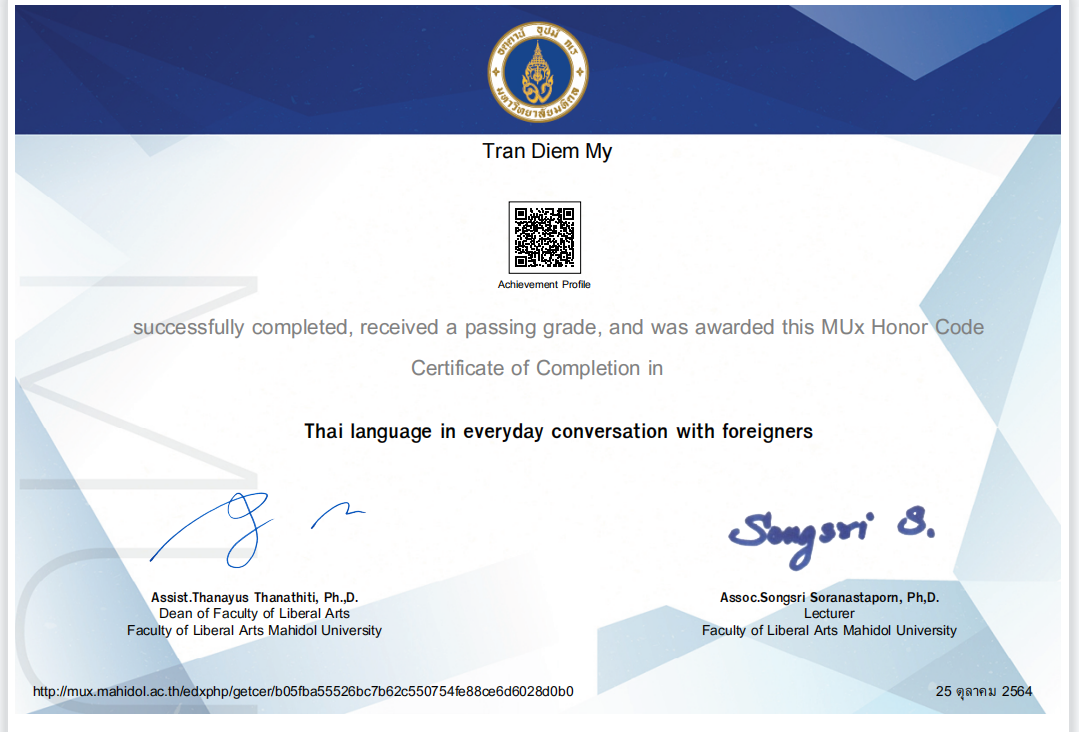 อตฺตานํ อุปมํ กเร
มหาวิทยาลัยมหิดล
Tran Diem My
Achievement Profile
successfully completed, received a passing grade, and was awarded this MUx Honor Code
Certificate of Completion in
Thai language in everyday conversation with foreigners
Songsri S.
Assist.Thanayus Thanathiti, Ph.,D.
Dean of Faculty of Liberal Arts
Faculty of Liberal Arts Mahidol University
Assoc.Songsri Soranastaporn, Ph,D.
Lecturer
Faculty of Liberal Arts Mahidol University
http://mux.mahidol.ac.th/edxphp/getcer/b05fba55526bc7b62c550754fe88ce6d6028d0b0
25 ตุลาคม 2564